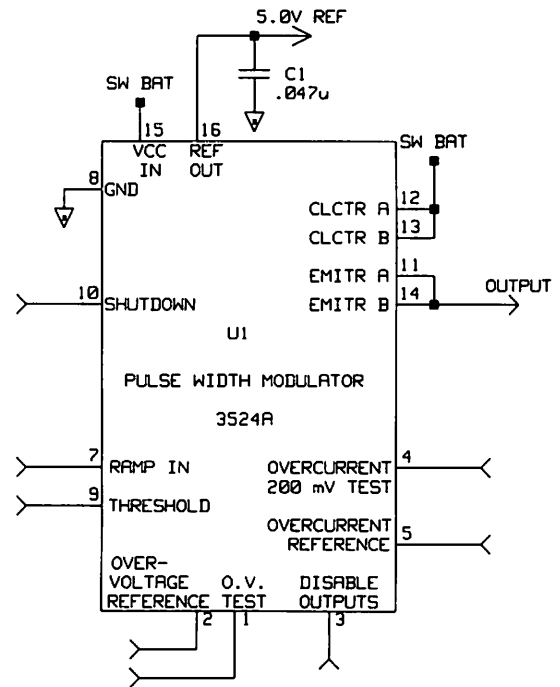 5.0V REF
C1
.047u
SW BAT
15
16
VCC
IN
REF
OUT
SW BAT
8
GND
CLCTR A
12
CLCTR B
13
EMITR A
11
10
SHUTDOWN
EMITR B
14
OUTPUT
U1
PULSE WIDTH MODULATOR
3524A
7
RAMP IN
OVERCURRENT
200 mV TEST
4
9
THRESHOLD
OVERCURRENT
REFERENCE
5
OVER-
VOLTAGE
REFERENCE
O.V.
TEST
DISABLE
OUTPUTS
2
1
3